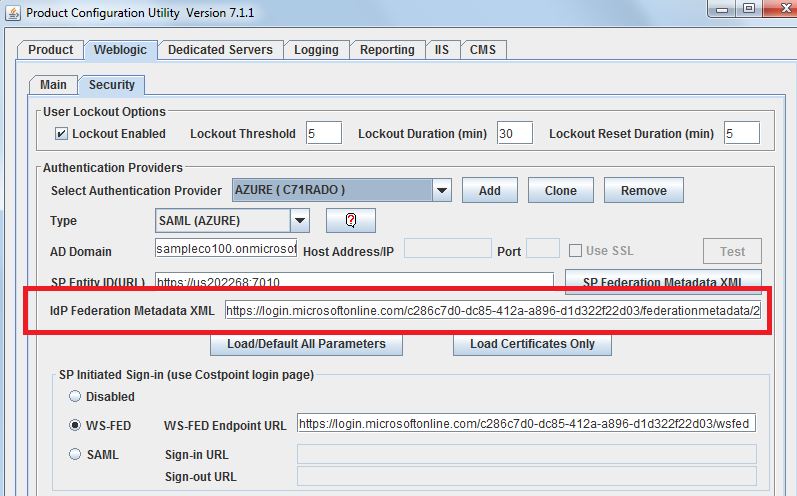 Product Configuration Utility Version 7.1.1
Product Weblogic Dedicated Servers Logging Reporting IIS CMS
Main Security
User Lockout Options
Lockout Enabled Lockout Threshold 5 Lockout Duration (min) 30 Lockout Reset Duration (min) 5
Authentication Providers
Select Authentication Provider AZURE ( C71RADO ) Add Clone Remove
Type SAML (AZURE) ?
AD Domain sampleco100.onmicrosof Host Address/IP Port Use SSL Test
SP Entity ID(URL) https://us202268:7010 SP Federation Metadata XML
IdP Federation Metadata XML https://login.microsoftonline.com/c286c7d0-dc85-412a-a896-d1d322f22d03/federationmetadata/2
Load/Default All Parameters Load Certificates Only
SP Initiated Sign-in (use Costpoint login page)
Disabled
WS-FED WS-FED Endpoint URL https://login.microsoftonline.com/c286c7d0-dc85-412a-a896-d1d322f22d03/wsfed
SAML Sign-in URL
Sign-out URL